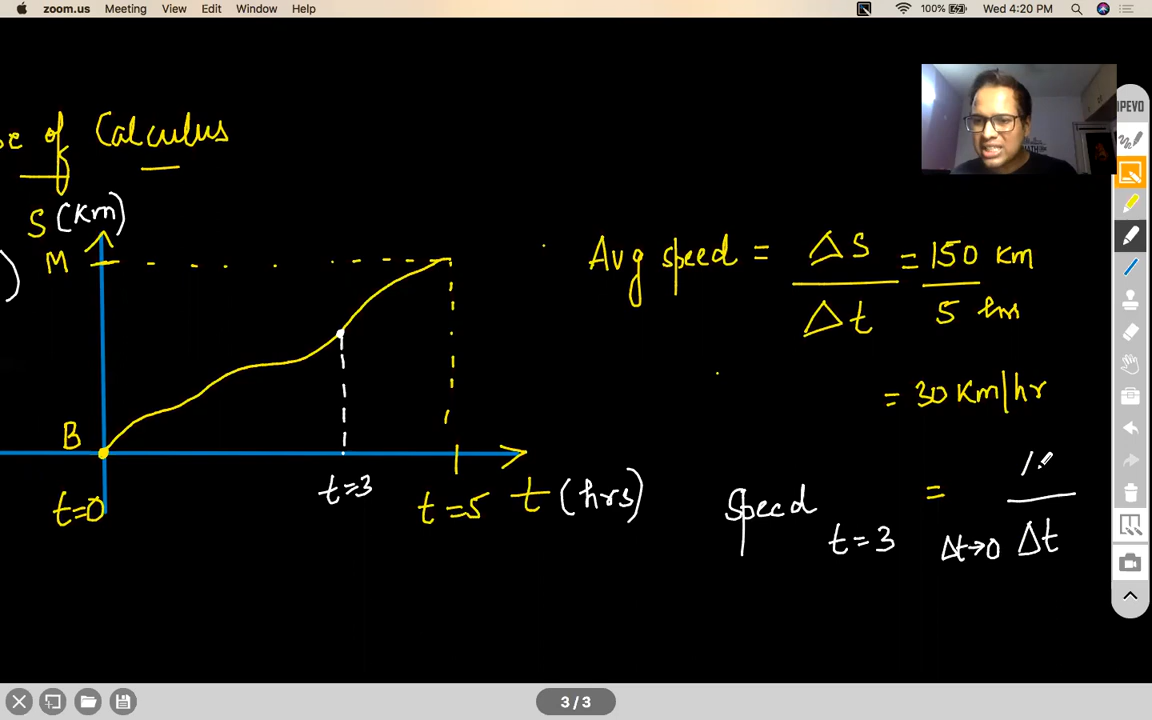 zoom.us Meeting View Edit Window Help 100% Wed 4:20 PM
IPEVO
of Calculus
S (Km)
M
B
t=0
t=3
t=5
t (hrs)
Avg speed = ΔS/Δt = 150 km/5 hrs
= 30 Km/hr
speed t=3 = Δt→0 /Δt
3 / 3